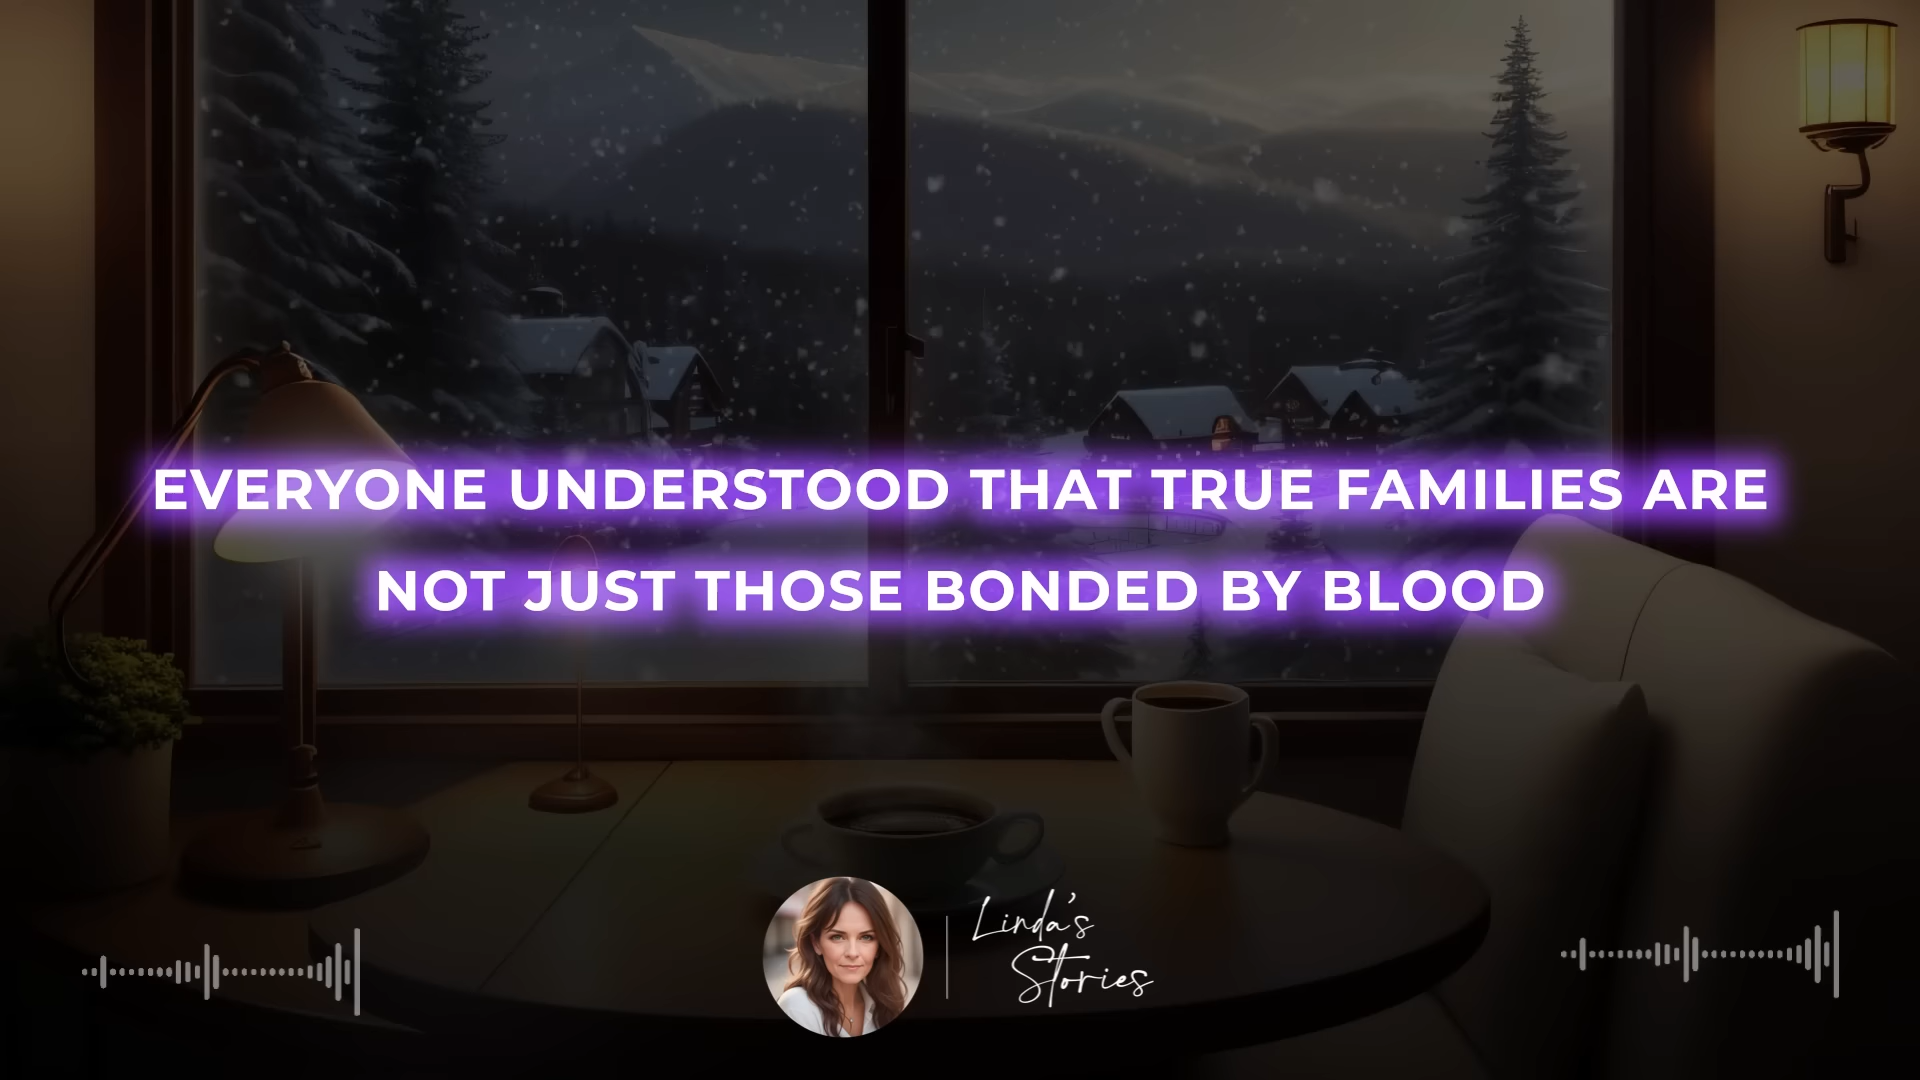 EVERYONE UNDERSTOOD THAT TRUE FAMILIES ARE
NOT JUST THOSE BONDED BY BLOOD
Linda's
Stories